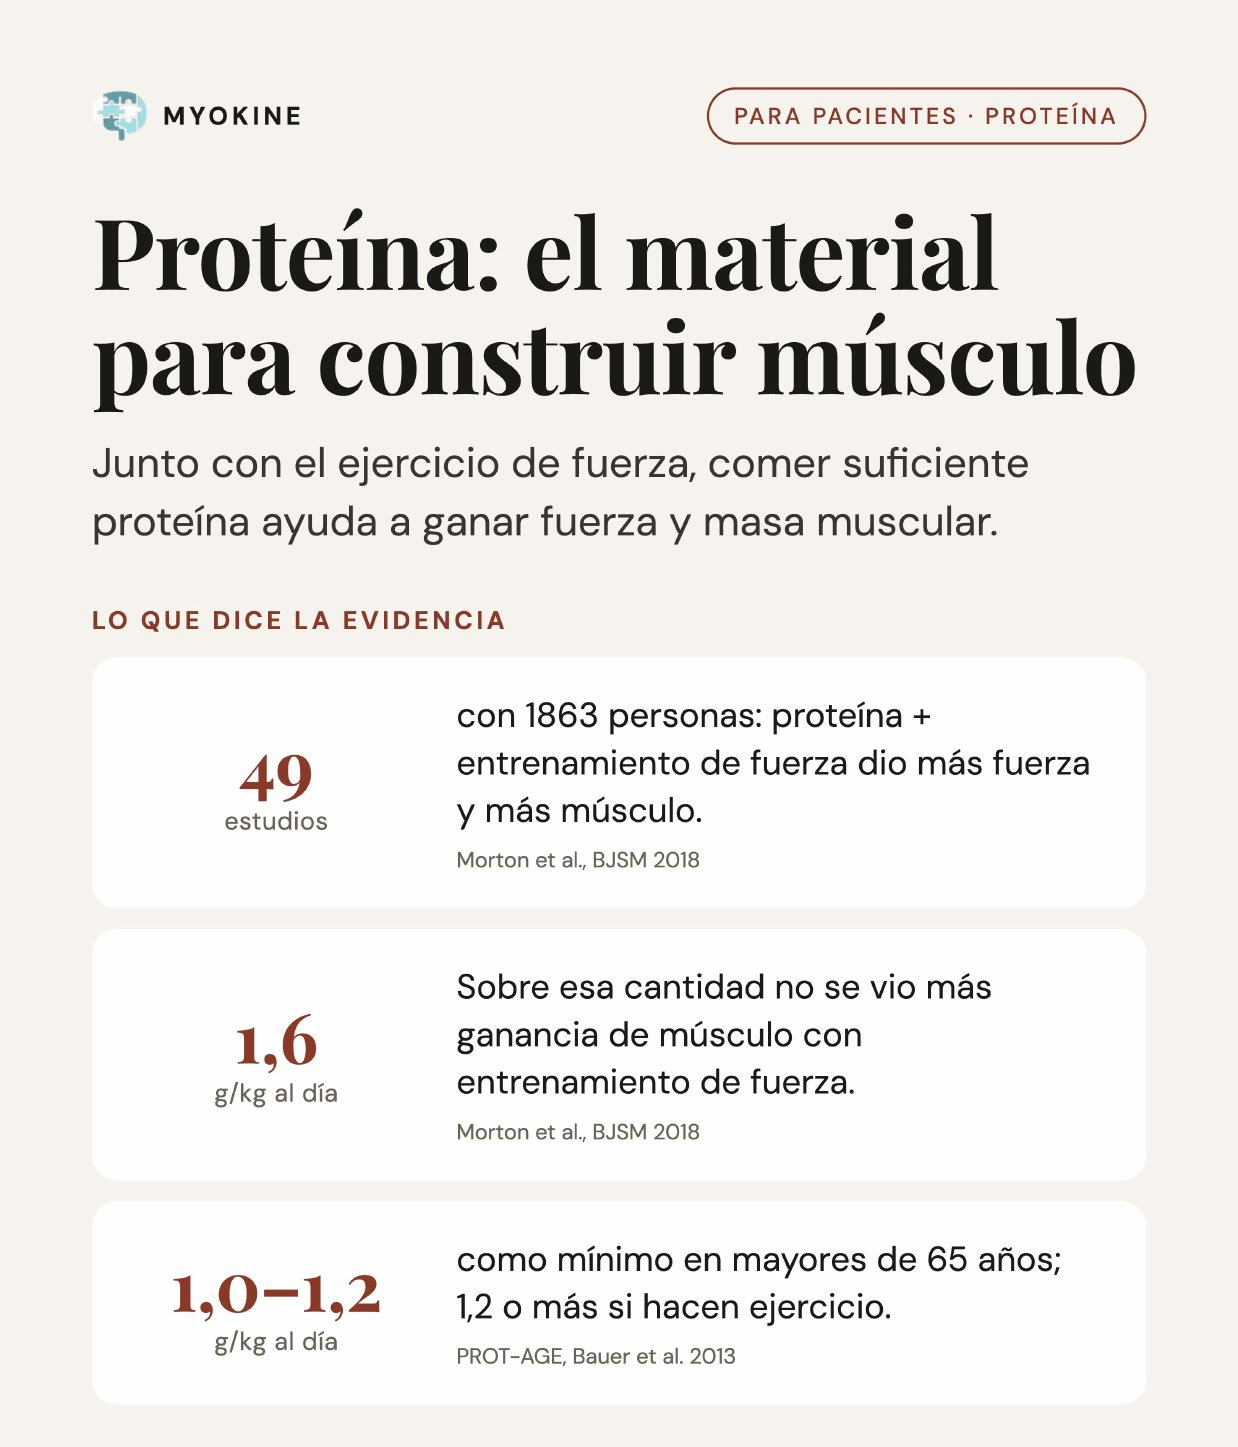 MYOKINE
PARA PACIENTES · PROTEÍNA
Proteína: el material
para construir músculo
Junto con el ejercicio de fuerza, comer suficiente
proteína ayuda a ganar fuerza y masa muscular.
LO QUE DICE LA EVIDENCIA
49
estudios
con 1863 personas: proteína +
entrenamiento de fuerza dio más fuerza
y más músculo.
Morton et al., BJSM 2018
1,6
g/kg al día
Sobre esa cantidad no se vio más
ganancia de músculo con
entrenamiento de fuerza.
Morton et al., BJSM 2018
1,0–1,2
g/kg al día
como mínimo en mayores de 65 años;
1,2 o más si hacen ejercicio.
PROT-AGE, Bauer et al. 2013